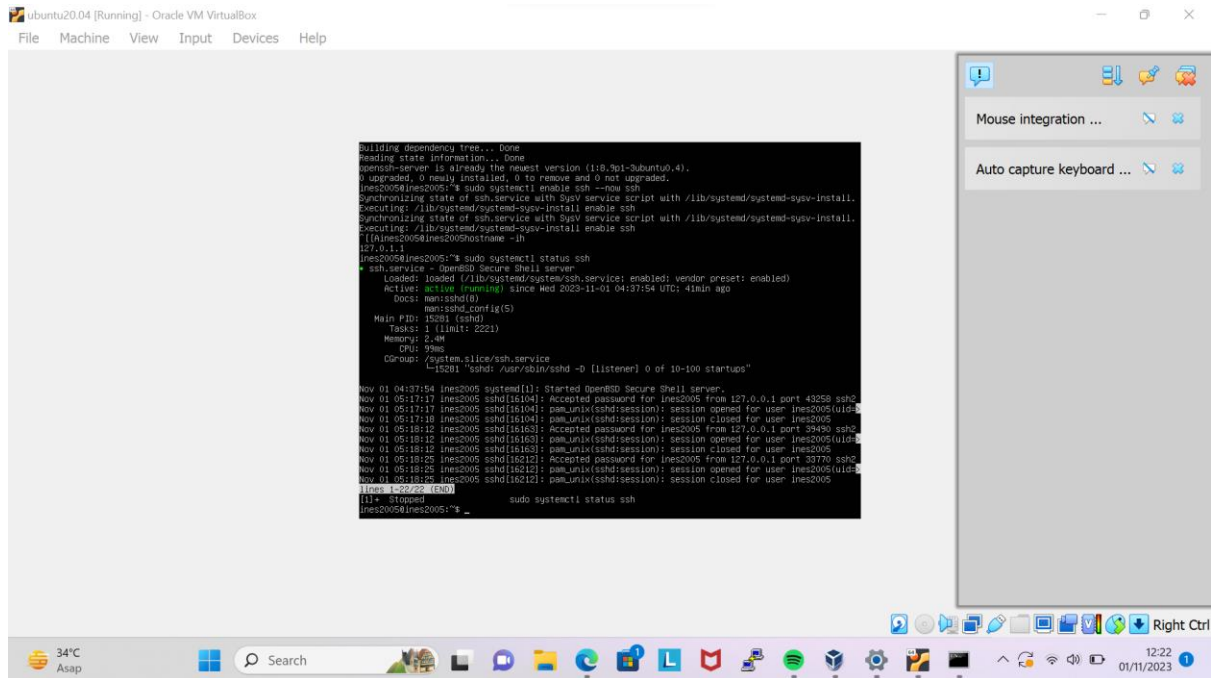 ubuntu20.04 [Running] - Oracle VM VirtualBox
File Machine View Input Devices Help
Mouse integration ...
Auto capture keyboard ...
Building dependency tree... Done
Reading state information... Done
openssh-server is already the newest version (1:8.9p1-3ubuntu0.4).
0 upgraded, 0 newly installed, 0 to remove and 0 not upgraded.
ines2005@ines2005:~$ sudo systemctl enable ssh --now ssh
Synchronizing state of ssh.service with SysV service script with /lib/systemd/systemd-sysv-install.
Executing: /lib/systemd/systemd-sysv-install enable ssh
Synchronizing state of ssh.service with SysV service script with /lib/systemd/systemd-sysv-install.
Executing: /lib/systemd/systemd-sysv-install enable ssh
^[[Aines2005@ines2005hostname -ih
127.0.1.1
ines2005@ines2005:~$ sudo systemctl status ssh
● ssh.service - OpenBSD Secure Shell server
Loaded: loaded (/lib/systemd/system/ssh.service; enabled; vendor preset: enabled)
Active: active (running) since Wed 2023-11-01 04:37:54 UTC; 41min ago
Docs: man:sshd(8)
man:sshd_config(5)
Main PID: 15281 (sshd)
Tasks: 1 (limit: 2221)
Memory: 2.4M
CPU: 99ms
CGroup: /system.slice/ssh.service
└─15281 "sshd: /usr/sbin/sshd -D [listener] 0 of 10-100 startups"
Nov 01 04:37:54 ines2005 systemd[1]: Started OpenBSD Secure Shell server.
Nov 01 05:17:17 ines2005 sshd[16104]: Accepted password for ines2005 from 127.0.0.1 port 43258 ssh2
Nov 01 05:17:17 ines2005 sshd[16104]: pam_unix(sshd:session): session opened for user ines2005(uid=>
Nov 01 05:17:18 ines2005 sshd[16104]: pam_unix(sshd:session): session closed for user ines2005
Nov 01 05:18:12 ines2005 sshd[16163]: Accepted password for ines2005 from 127.0.0.1 port 39490 ssh2
Nov 01 05:18:12 ines2005 sshd[16163]: pam_unix(sshd:session): session opened for user ines2005(uid=>
Nov 01 05:18:12 ines2005 sshd[16163]: pam_unix(sshd:session): session closed for user ines2005
Nov 01 05:18:25 ines2005 sshd[16212]: Accepted password for ines2005 from 127.0.0.1 port 33770 ssh2
Nov 01 05:18:25 ines2005 sshd[16212]: pam_unix(sshd:session): session opened for user ines2005(uid=>
Nov 01 05:18:25 ines2005 sshd[16212]: pam_unix(sshd:session): session closed for user ines2005
lines 1-22/22 (END)
[1]+ Stopped sudo systemctl status ssh
ines2005@ines2005:~$ _
Right Ctrl
34°C
Asap
Search
12:22
01/11/2023
1